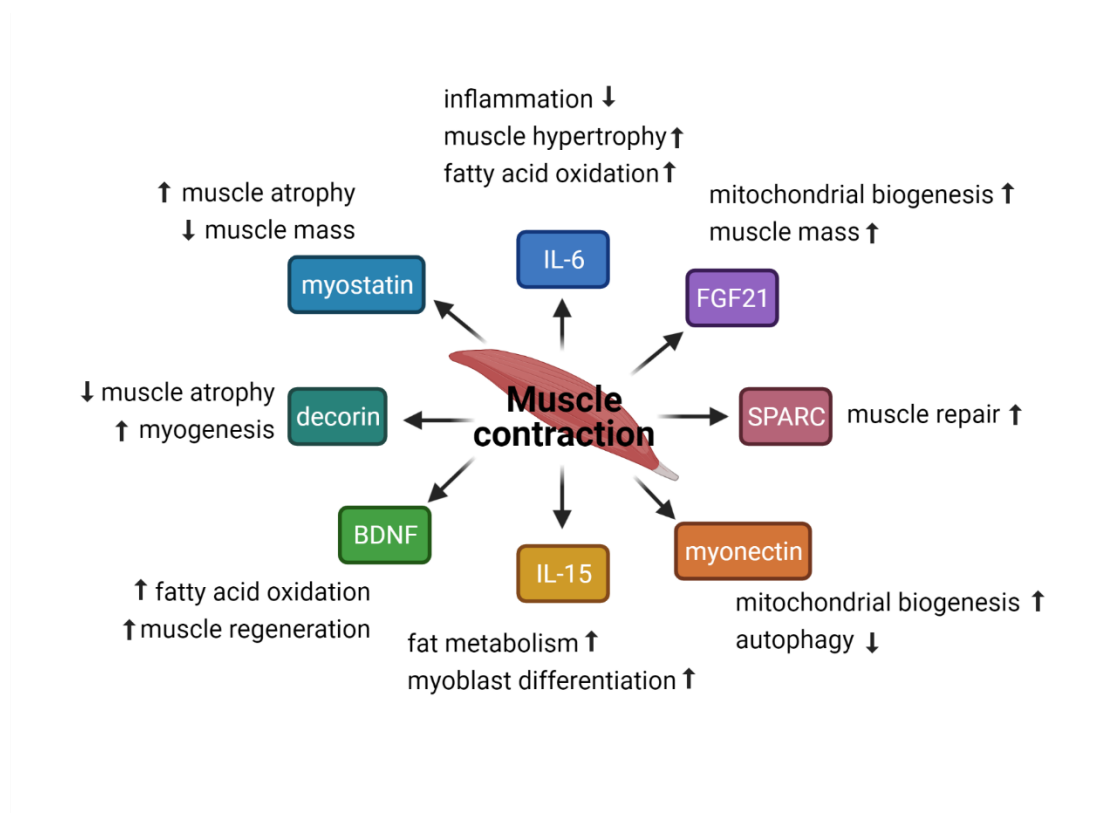 inflammation ↓
muscle hypertrophy ↑
fatty acid oxidation ↑
↑ muscle atrophy
↓ muscle mass
mitochondrial biogenesis ↑
muscle mass ↑
IL-6
myostatin
FGF21
Muscle
contraction
↓ muscle atrophy
↑ myogenesis
decorin
SPARC
muscle repair ↑
BDNF
↑ fatty acid oxidation
↑ muscle regeneration
IL-15
fat metabolism ↑
myoblast differentiation ↑
myonectin
mitochondrial biogenesis ↑
autophagy ↓